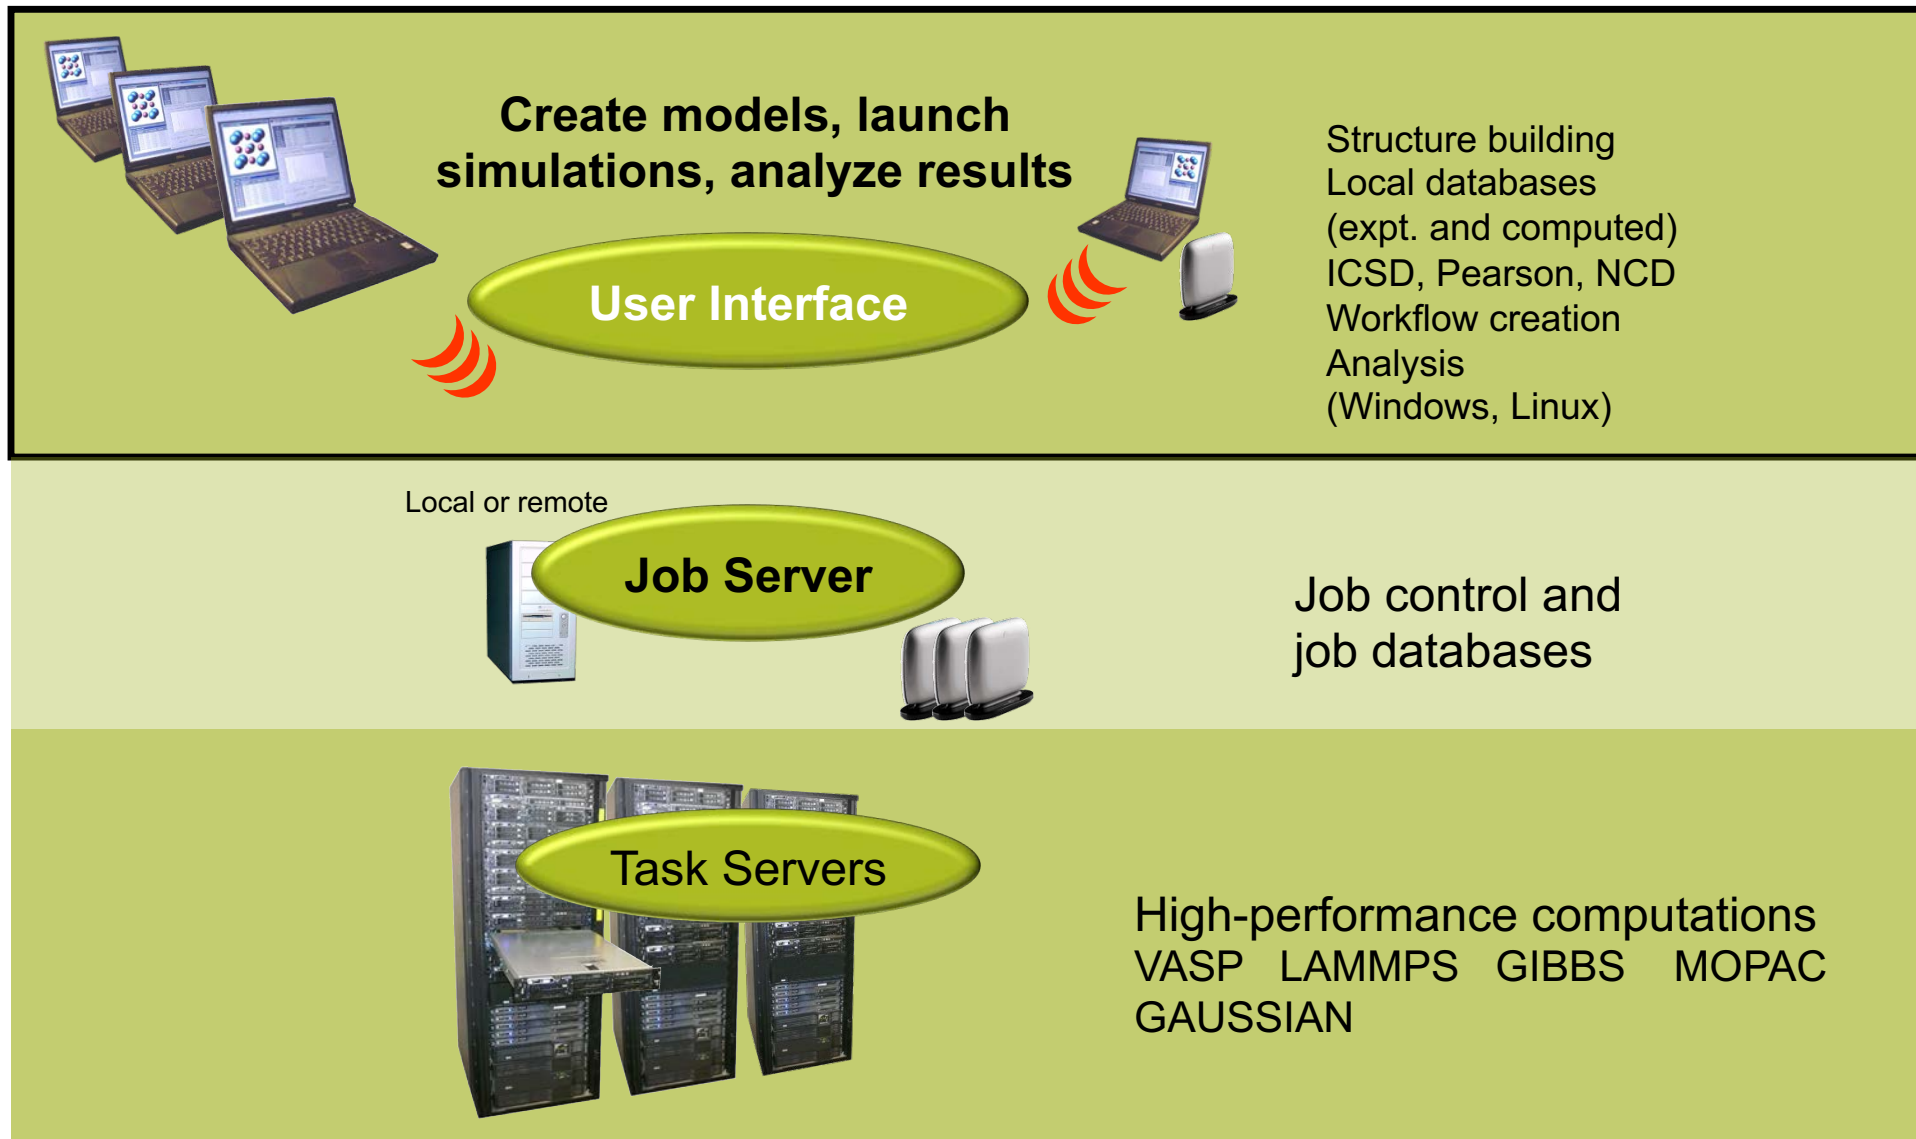 Create models, launch
simulations, analyze results
User Interface
Structure building
Local databases
(expt. and computed)
ICSD, Pearson, NCD
Workflow creation
Analysis
(Windows, Linux)
Local or remote
Job Server
Job control and
job databases
Task Servers
High-performance computations
VASP LAMMPS GIBBS MOPAC
GAUSSIAN